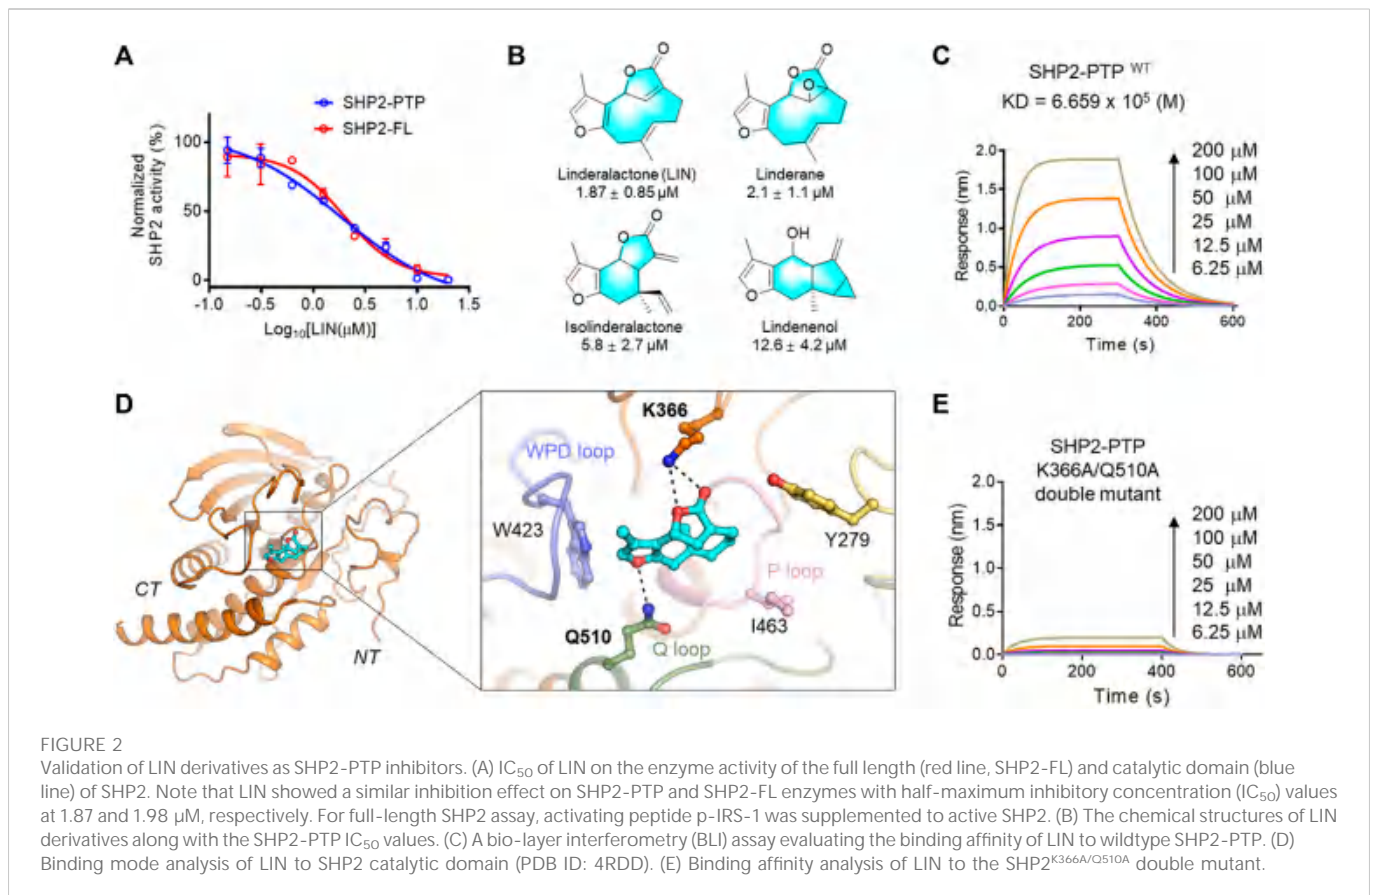 A
SHP2-PTP
SHP2-FL
Normalized
SHP2 activity (%)
100
50
0
-1.0 -0.5 0.0 0.5 1.0 1.5
Log₁₀[LIN(μM)]
B
O
O
O
Linderalactone (LIN)
1.87 ± 0.85 μM
O
O
O
O
Linderane
2.1 ± 1.1 μM
O
O
O
Isolinderalactone
5.8 ± 2.7 μM
OH
O
Lindenenol
12.6 ± 4.2 μM
C
SHP2-PTP ᵂᵀ
KD = 6.659 x 10⁵ (M)
Response (nm)
2.0
1.5
1.0
0.5
0.0
0 200 400 600
Time (s)
200 μM
100 μM
50 μM
25 μM
12.5 μM
6.25 μM
D
CT
NT
K366
WPD loop
W423
Y279
P loop
I463
Q510
Q loop
E
SHP2-PTP
K366A/Q510A
double mutant
Response (nm)
2.0
1.5
1.0
0.5
0.0
0 200 400 600
Time (s)
200 μM
100 μM
50 μM
25 μM
12.5 μM
6.25 μM
FIGURE 2
Validation of LIN derivatives as SHP2-PTP inhibitors. (A) IC₅₀ of LIN on the enzyme activity of the full length (red line, SHP2-FL) and catalytic domain (blue
line) of SHP2. Note that LIN showed a similar inhibition effect on SHP2-PTP and SHP2-FL enzymes with half-maximum inhibitory concentration (IC₅₀) values
at 1.87 and 1.98 μM, respectively. For full-length SHP2 assay, activating peptide p-IRS-1 was supplemented to active SHP2. (B) The chemical structures of LIN
derivatives along with the SHP2-PTP IC₅₀ values. (C) A bio-layer interferometry (BLI) assay evaluating the binding affinity of LIN to wildtype SHP2-PTP. (D)
Binding mode analysis of LIN to SHP2 catalytic domain (PDB ID: 4RDD). (E) Binding affinity analysis of LIN to the SHP2ᴷ³⁶⁶ᴬ/Q⁵¹⁰ᴬ double mutant.